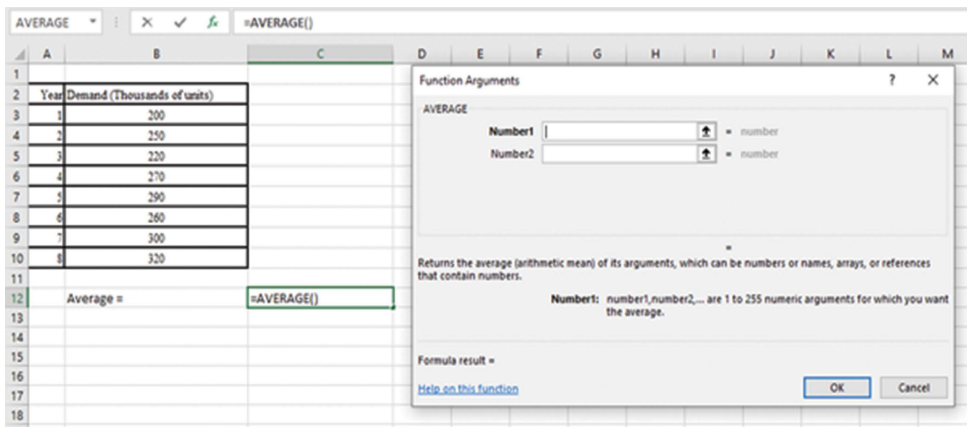 AVERAGE =AVERAGE()
A B C D E F G H I J K L M
1
2 Year Demand (Thousands of units)
3 1 200
4 2 250
5 3 220
6 4 270
7 5 290
8 6 260
9 7 300
10 8 320
11
12 Average = =AVERAGE()
13
14
15
16
17
18
Function Arguments ? ×
AVERAGE
Number1 = number
Number2 = number
=
Returns the average (arithmetic mean) of its arguments, which can be numbers or names, arrays, or references
that contain numbers.
Number1: number1,number2,... are 1 to 255 numeric arguments for which you want
the average.
Formula result =
Help on this function OK Cancel